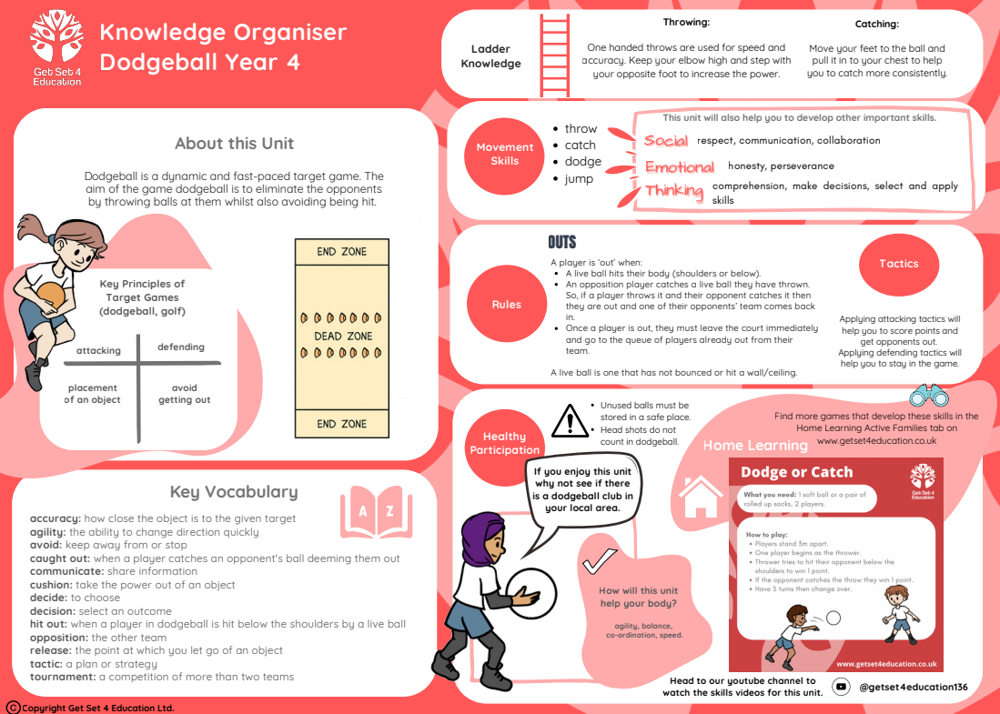 Get Set 4
Education
Knowledge Organiser
Dodgeball Year 4
About this Unit
Dodgeball is a dynamic and fast-paced target game. The
aim of the game dodgeball is to eliminate the opponents
by throwing balls at them whilst also avoiding being hit.
Key Principles of
Target Games
(dodgeball, golf)
attacking
defending
placement
of an object
avoid
getting out
END ZONE
DEAD ZONE
END ZONE
Key Vocabulary
A Z
accuracy: how close the object is to the given target
agility: the ability to change direction quickly
avoid: keep away from or stop
caught out: when a player catches an opponent's ball deeming them out
communicate: share information
cushion: take the power out of an object
decide: to choose
decision: select an outcome
hit out: when a player in dodgeball is hit below the shoulders by a live ball
opposition: the other team
release: the point at which you let go of an object
tactic: a plan or strategy
tournament: a competition of more than two teams
©Copyright Get Set 4 Education Ltd.
Ladder
Knowledge
Throwing:
One handed throws are used for speed and
accuracy. Keep your elbow high and step with
your opposite foot to increase the power.
Catching:
Move your feet to the ball and
pull it in to your chest to help
you to catch more consistently.
Movement
Skills
• throw
• catch
• dodge
• jump
This unit will also help you to develop other important skills.
Social respect, communication, collaboration
Emotional honesty, perseverance
Thinking comprehension, make decisions, select and apply
skills
Rules
OUTS
A player is 'out' when:
• A live ball hits their body (shoulders or below).
• An opposition player catches a live ball they have thrown.
So, if a player throws it and their opponent catches it then
they are out and one of their opponents' team comes back
in.
• Once a player is out, they must leave the court immediately
and go to the queue of players already out from their
team.
A live ball is one that has not bounced or hit a wall/ceiling.
Tactics
Applying attacking tactics will
help you to score points and
get opponents out.
Applying defending tactics will
help you to stay in the game.
Healthy
Participation
• Unused balls must be
stored in a safe place.
• Head shots do not
count in dodgeball.
If you enjoy this unit
why not see if there
is a dodgeball club in
your local area.
How will this unit
help your body?
agility, balance,
co-ordination, speed.
Find more games that develop these skills in the
Home Learning Active Families tab on
www.getset4education.co.uk
Home Learning
Dodge or Catch
Get Set 4
Education
What you need: 1 soft ball or a pair of
rolled up socks, 2 players.
How to play:
• Players stand 3m apart.
• One player begins as the thrower.
• Thrower tries to hit their opponent below the
shoulders to win 1 point.
• If the opponent catches the throw they win 1 point.
• Have 5 turns then change over.
www.getset4education.co.uk
Head to our youtube channel to
watch the skills videos for this unit.
@getset4education136